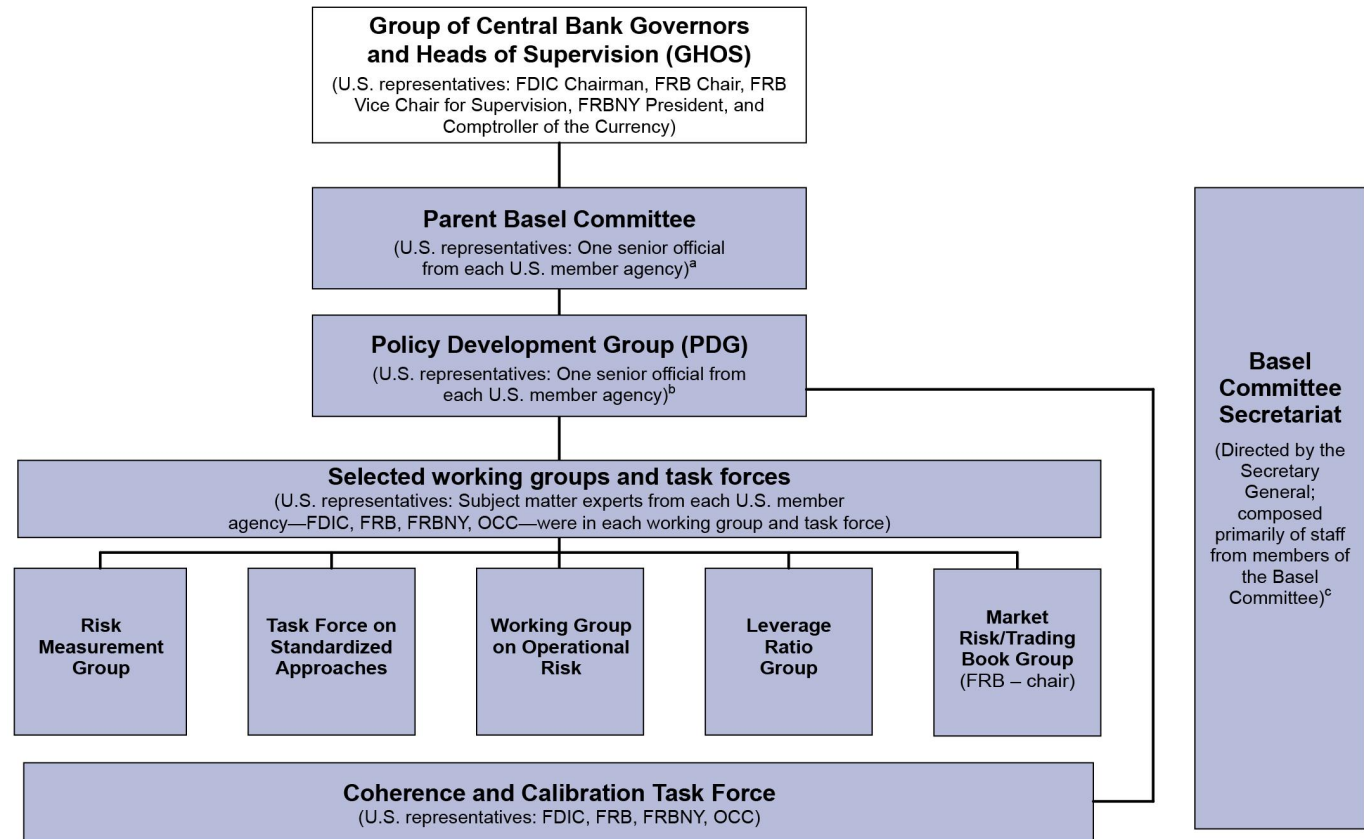 Group of Central Bank Governors
and Heads of Supervision (GHOS)
(U.S. representatives: FDIC Chairman, FRB Chair, FRB
Vice Chair for Supervision, FRBNY President, and
Comptroller of the Currency)
Parent Basel Committee
(U.S. representatives: One senior official
from each U.S. member agency)a
Policy Development Group (PDG)
(U.S. representatives: One senior official from
each U.S. member agency)b
Selected working groups and task forces
(U.S. representatives: Subject matter experts from each U.S. member
agency—FDIC, FRB, FRBNY, OCC—were in each working group and task force)
Risk
Measurement
Group
Task Force on
Standardized
Approaches
Working Group
on Operational
Risk
Leverage
Ratio
Group
Market
Risk/Trading
Book Group
(FRB – chair)
Coherence and Calibration Task Force
(U.S. representatives: FDIC, FRB, FRBNY, OCC)
Basel
Committee
Secretariat
(Directed by the
Secretary
General;
composed
primarily of staff
from members of
the Basel
Committee)c